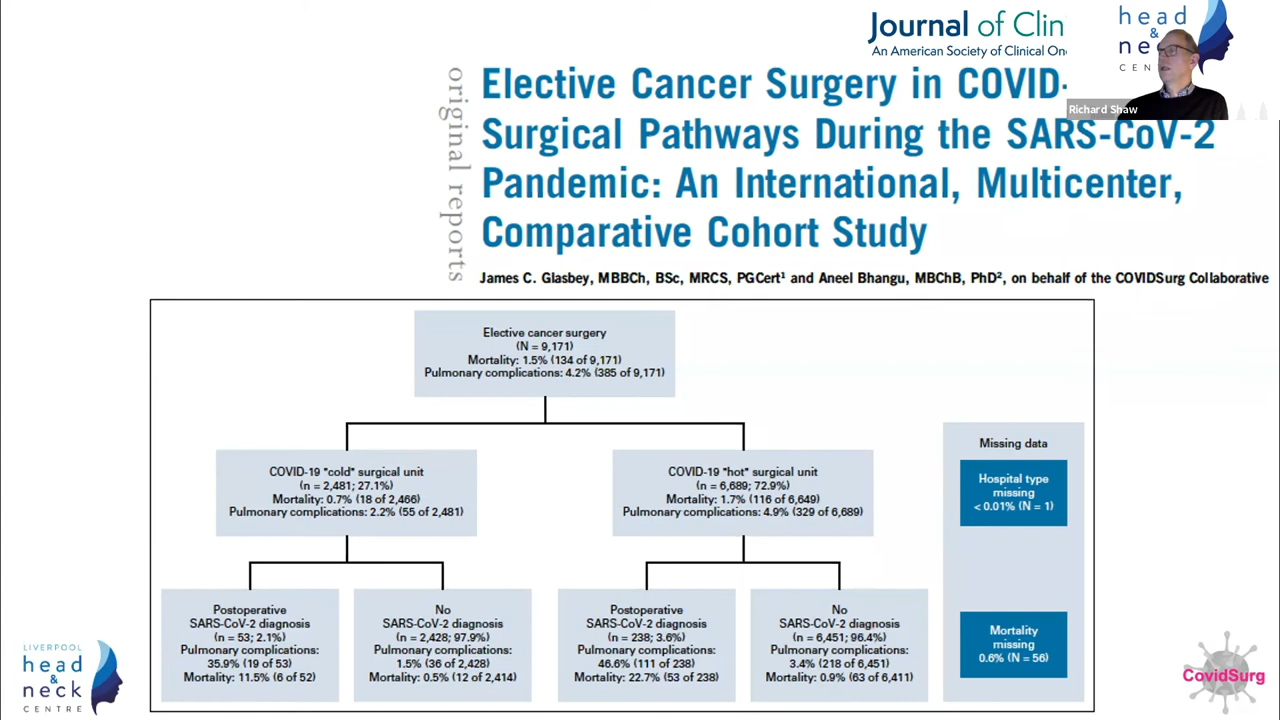 Journal of Clin
An American Society of Clinical On
head
&
ne
CEN
Richard Shaw
original reports
Elective Cancer Surgery in COVID-
Surgical Pathways During the SARS-CoV-2
Pandemic: An International, Multicenter,
Comparative Cohort Study
James C. Glasbey, MBBCh, BSc, MRCS, PGCert¹ and Aneel Bhangu, MBChB, PhD², on behalf of the COVIDSurg Collaborative
Elective cancer surgery
(N = 9,171)
Mortality: 1.5% (134 of 9,171)
Pulmonary complications: 4.2% (385 of 9,171)
COVID-19 "cold" surgical unit
(n = 2,481; 27.1%)
Mortality: 0.7% (18 of 2,466)
Pulmonary complications: 2.2% (55 of 2,481)
COVID-19 "hot" surgical unit
(n = 6,689; 72.9%)
Mortality: 1.7% (116 of 6,649)
Pulmonary complications: 4.9% (329 of 6,689)
Missing data
Hospital type
missing
< 0.01% (N = 1)
Postoperative
SARS-CoV-2 diagnosis
(n = 53; 2.1%)
Pulmonary complications:
35.9% (19 of 53)
Mortality: 11.5% (6 of 52)
No
SARS-CoV-2 diagnosis
(n = 2,428; 97.9%)
Pulmonary complications:
1.5% (36 of 2,428)
Mortality: 0.5% (12 of 2,414)
Postoperative
SARS-CoV-2 diagnosis
(n = 238; 3.6%)
Pulmonary complications:
46.6% (111 of 238)
Mortality: 22.7% (53 of 238)
No
SARS-CoV-2 diagnosis
(n = 6,451; 96.4%)
Pulmonary complications:
3.4% (218 of 6,451)
Mortality: 0.9% (63 of 6,411)
Mortality
missing
0.6% (N = 56)
LIVERPOOL
head
&
neck
CENTRE
CovidSurg